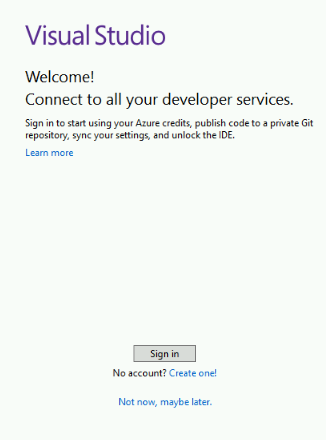 Visual Studio
Welcome!
Connect to all your developer services.
Sign in to start using your Azure credits, publish code to a private Git
repository, sync your settings, and unlock the IDE.
Learn more
Sign in
No account? Create one!
Not now, maybe later.